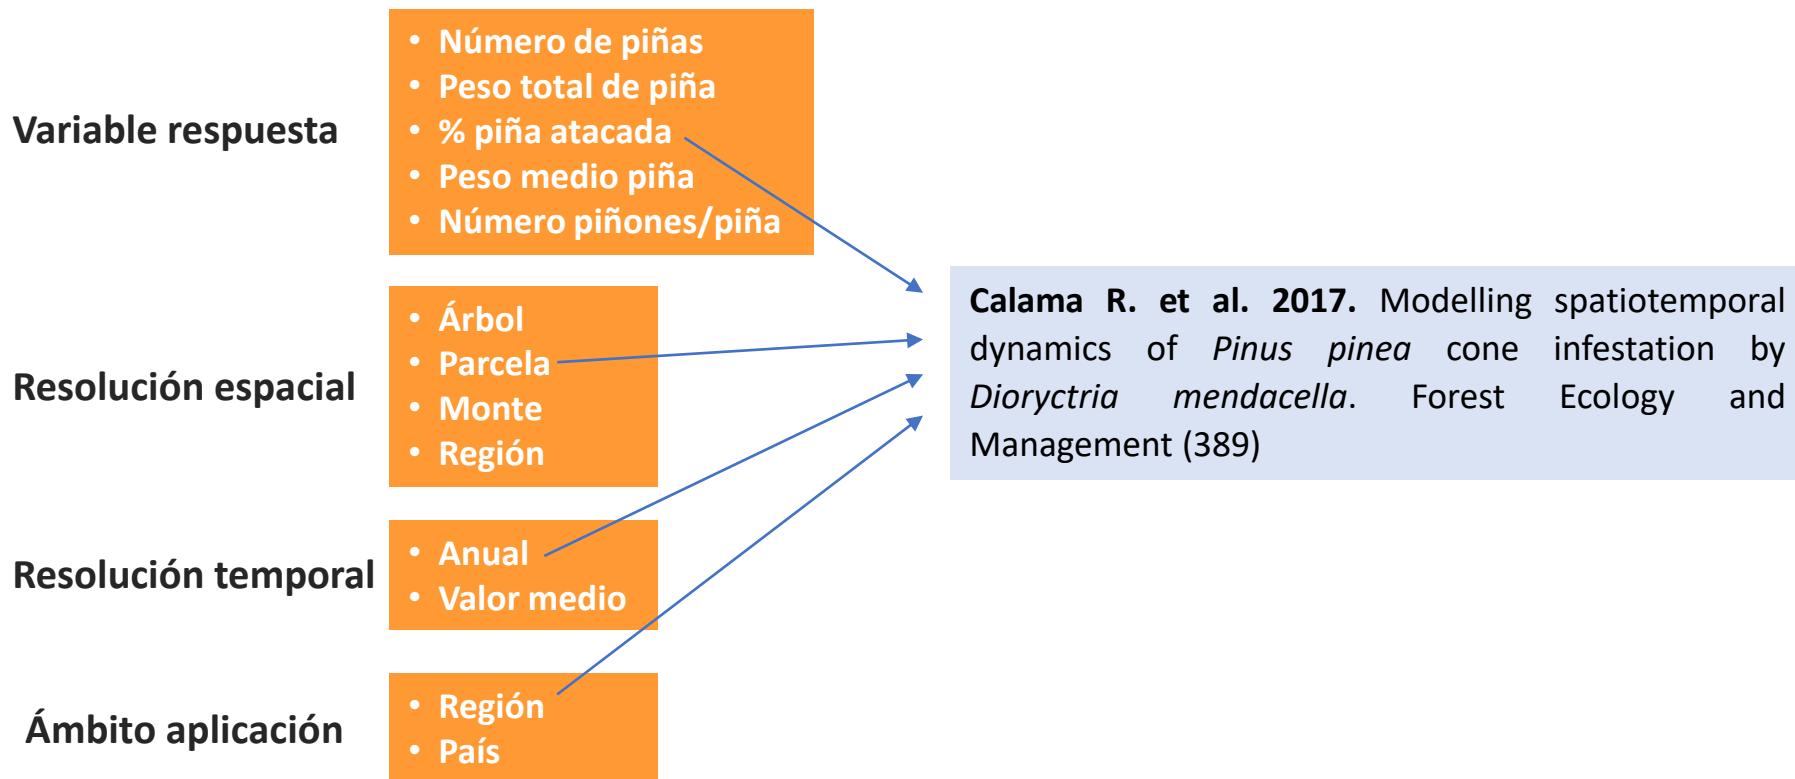 Variable respuesta
• Número de piñas
• Peso total de piña
• % piña atacada
• Peso medio piña
• Número piñones/piña
Resolución espacial
• Árbol
• Parcela
• Monte
• Región
Resolución temporal
• Anual
• Valor medio
Ámbito aplicación
• Región
• País
Calama R. et al. 2017. Modelling spatiotemporal
dynamics of Pinus pinea cone infestation by
Dioryctria mendacella. Forest Ecology and
Management (389)